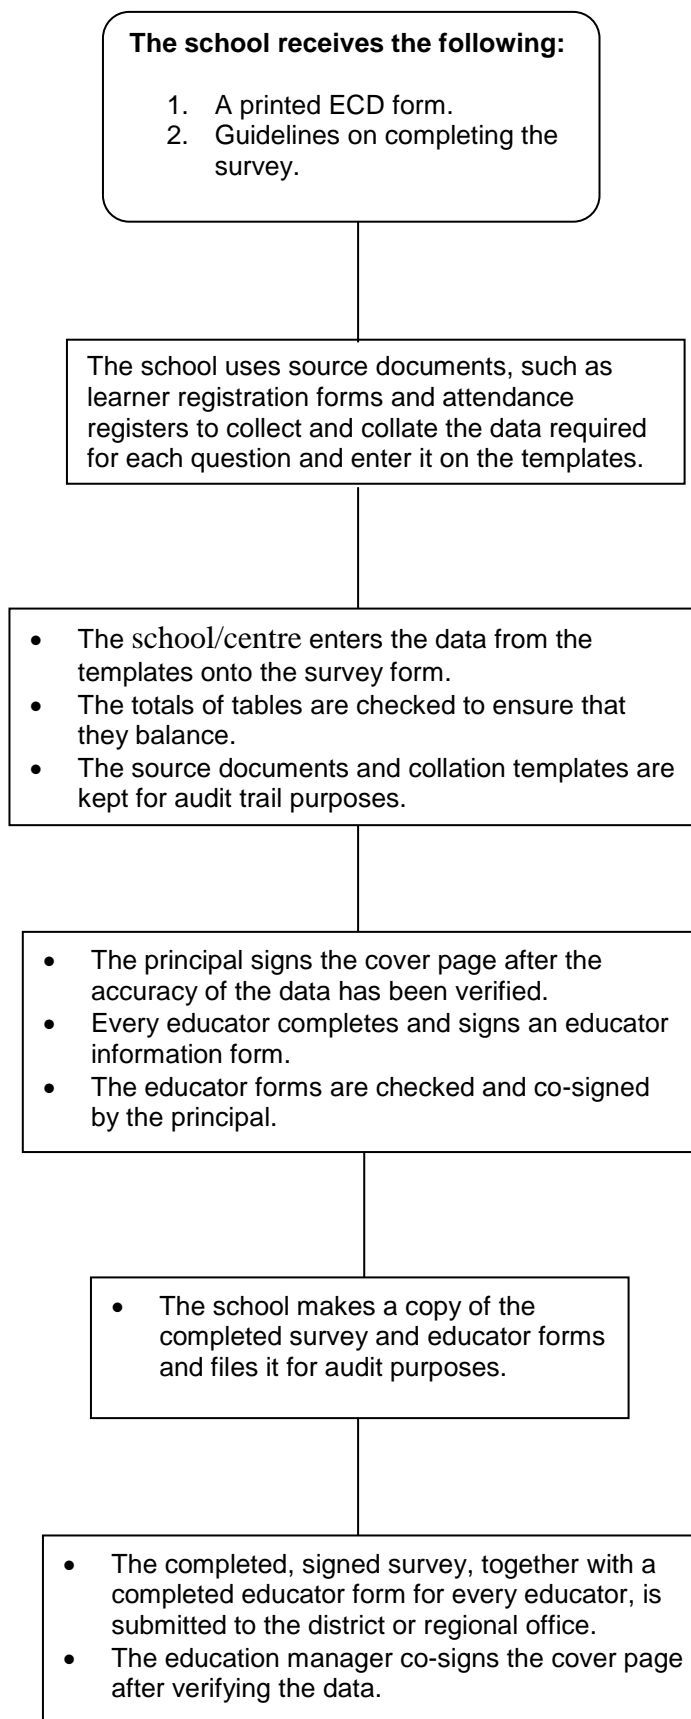 The school receives the following:
1. A printed ECD form.
2. Guidelines on completing the
survey.
The school uses source documents, such as
learner registration forms and attendance
registers to collect and collate the data required
for each question and enter it on the templates.
• The school/centre enters the data from the
templates onto the survey form.
• The totals of tables are checked to ensure that
they balance.
• The source documents and collation templates are
kept for audit trail purposes.
• The principal signs the cover page after the
accuracy of the data has been verified.
• Every educator completes and signs an educator
information form.
• The educator forms are checked and co-signed
by the principal.
• The school makes a copy of the
completed survey and educator forms
and files it for audit purposes.
• The completed, signed survey, together with a
completed educator form for every educator, is
submitted to the district or regional office.
• The education manager co-signs the cover page
after verifying the data.